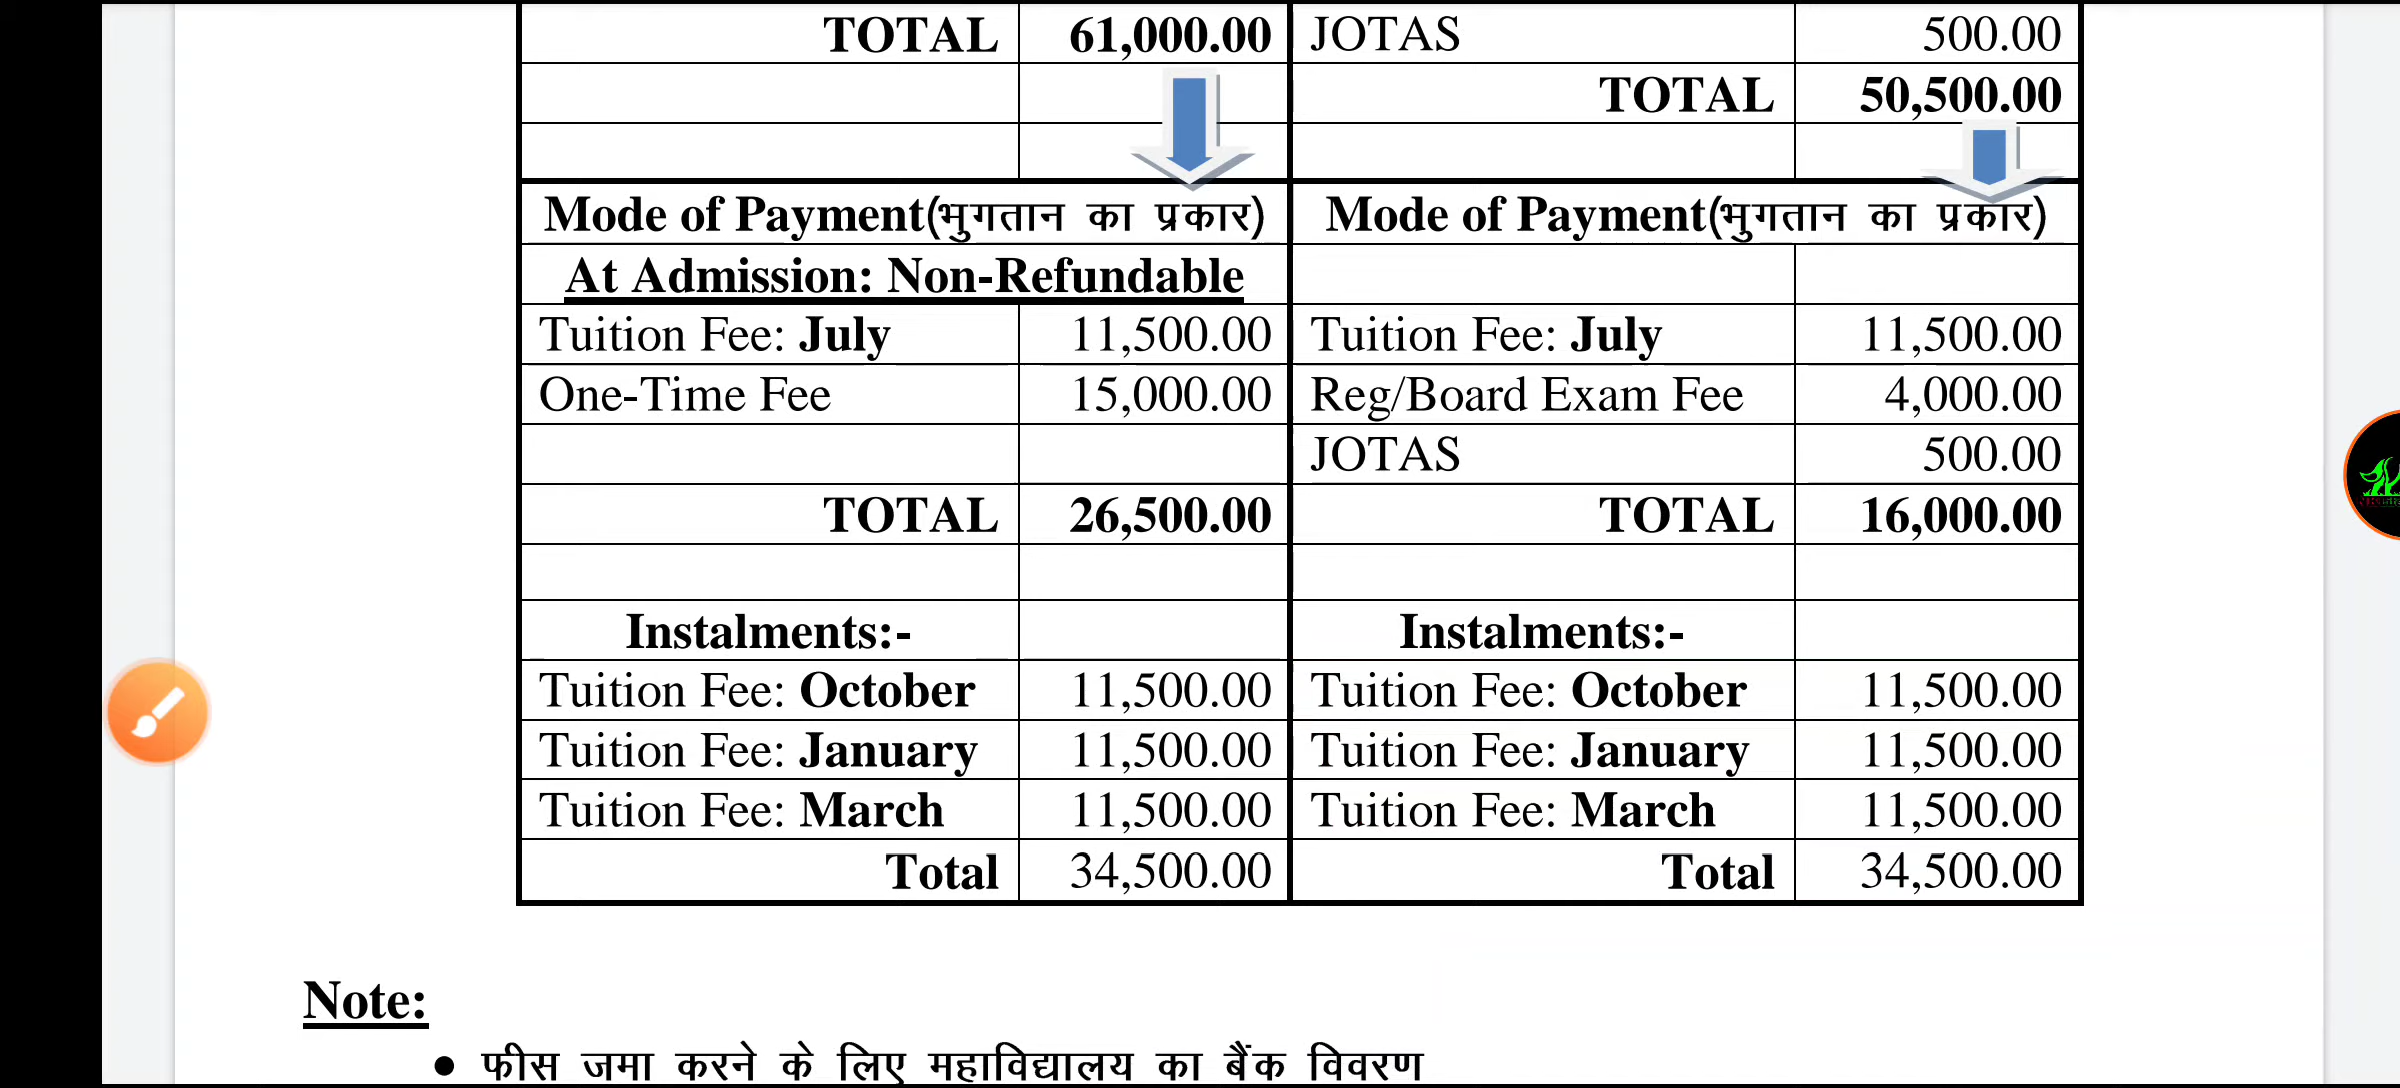 TOTAL 61,000.00 JOTAS 500.00
TOTAL 50,500.00
Mode of Payment(भुगतान का प्रकार) Mode of Payment(भुगतान का प्रकार)
At Admission: Non-Refundable
Tuition Fee: July 11,500.00 Tuition Fee: July 11,500.00
One-Time Fee 15,000.00 Reg/Board Exam Fee 4,000.00
JOTAS 500.00
TOTAL 26,500.00 TOTAL 16,000.00
Instalments:- Instalments:-
Tuition Fee: October 11,500.00 Tuition Fee: October 11,500.00
Tuition Fee: January 11,500.00 Tuition Fee: January 11,500.00
Tuition Fee: March 11,500.00 Tuition Fee: March 11,500.00
Total 34,500.00 Total 34,500.00
Note:
• फीस जमा करने के लिए महाविद्यालय का बैंक विवरण